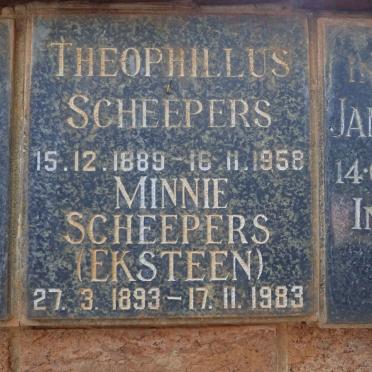 THEOPHILLUS
SCHEEPERS
15.12.1889-16.11.1958
MINNIE
SCHEEPERS
(EKSTEEN)
27. 3. 1893-17. 11. 1983